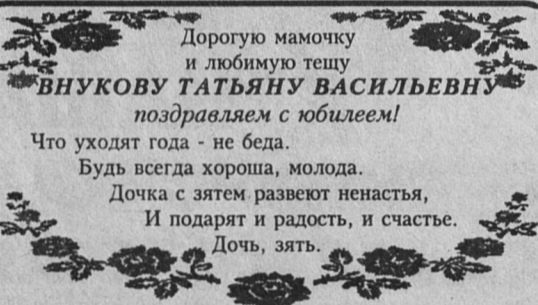 Дорогую мамочку
и любимую тещу
ВНУКОВУ ТАТЬЯНУ ВАСИЛЬЕВНУ
поздравляем с юбилеем!
Что уходят года - не беда.
Будь всегда хороша, молода.
Дочка с зятем развеют ненастья,
И подарят и радость, и счастье.
Дочь, зять.